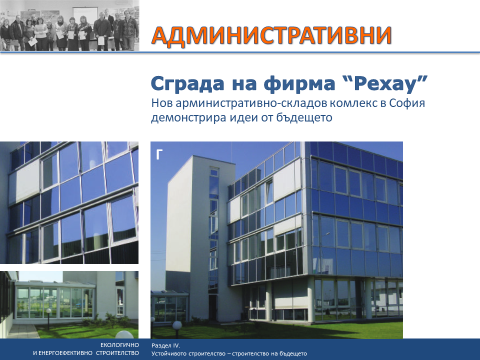 АДМИНИСТРАТИВНИ
Сграда на фирма “Рехау”
Нов арминистративно-складов комлекс в София
демонстрира идеи от бъдещето
Г
ЕКОЛОГИЧНО
И ЕНЕРГОЕФЕКТИВНО СТРОИТЕЛСТВО
Раздел IV.
Устойчивото строителство – строителство на бъдещето